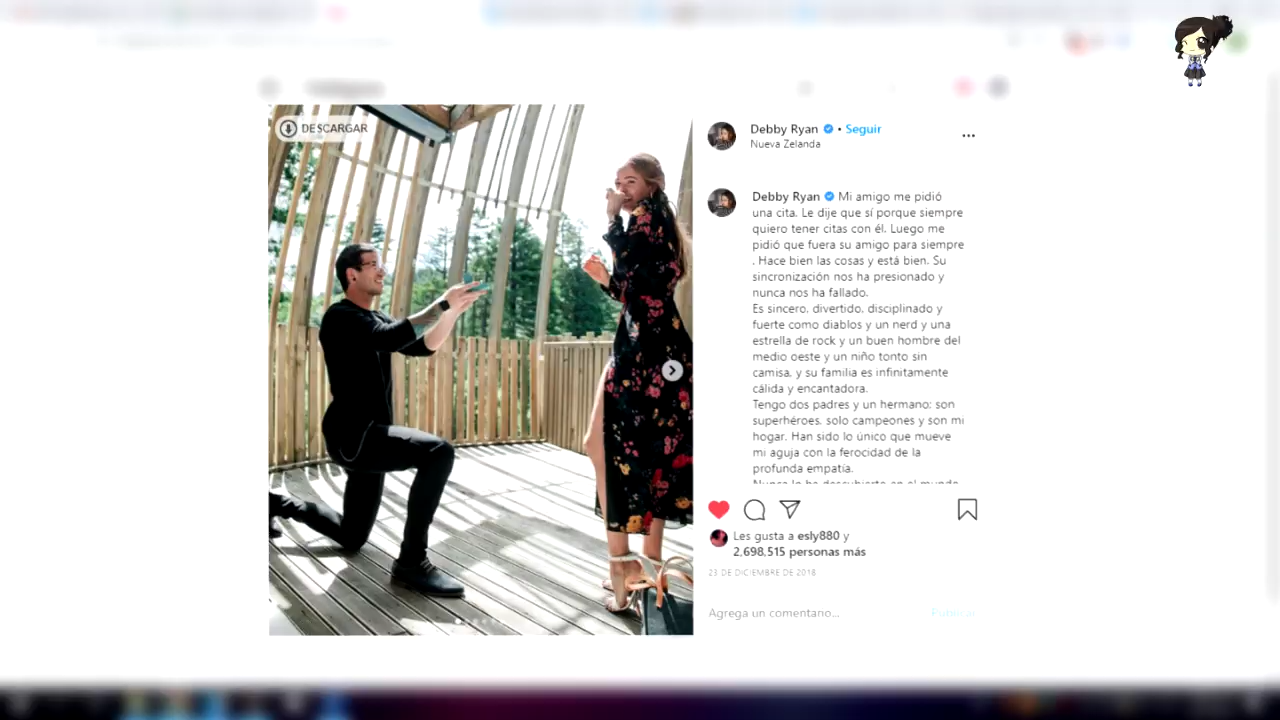 DESCARGAR
Debby Ryan • Seguir
Nueva Zelanda
Debby Ryan Mi amigo me pidió
una cita. Le dije que sí porque siempre
quiero tener citas con él. Luego me
pidió que fuera su amigo para siempre
. Hace bien las cosas y está bien. Su
sincronización nos ha presionado y
nunca nos ha fallado.
Es sincero, divertido, disciplinado y
fuerte como diablos y un nerd y una
estrella de rock y un buen hombre del
medio oeste y un niño tonto sin
camisa, y su familia es infinitamente
cálida y encantadora.
Tengo dos padres y un hermano; son
superhéroes, solo campeones y son mi
hogar. Han sido lo único que mueve
mi aguja con la ferocidad de la
profunda empatía.
Les gusta a esly880 y
2,698,515 personas más
23 DE DICIEMBRE DE 2018
Agrega un comentario... Publicar